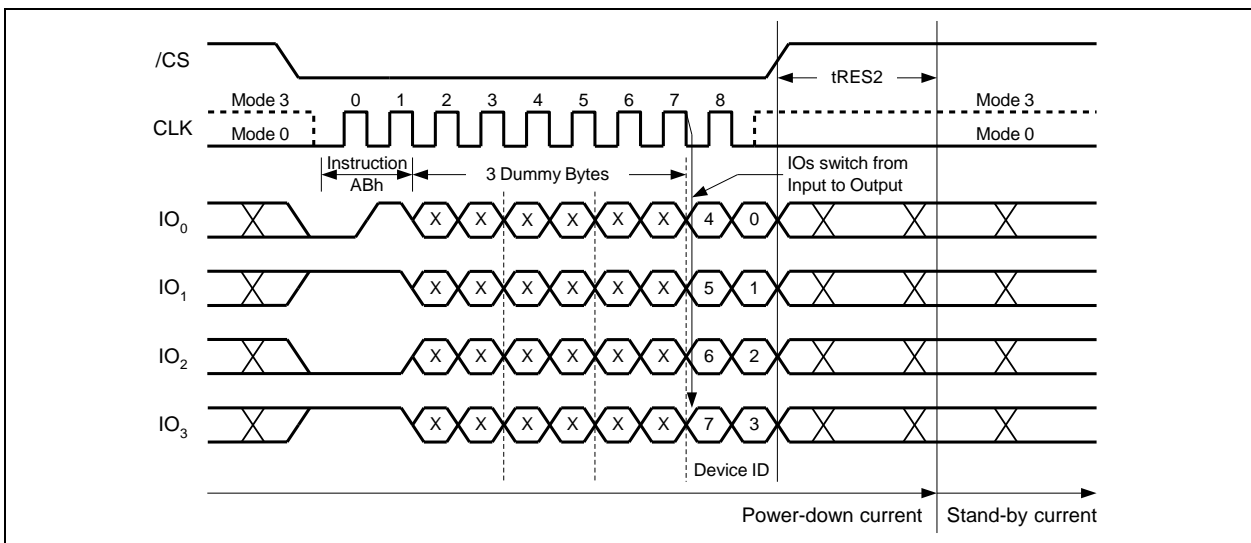 /CS
tRES2
0 1 2 3 4 5 6 7 8
Mode 3
Mode 3
CLK
Mode 0
Mode 0
Instruction
ABh
3 Dummy Bytes
IOs switch from
Input to Output
IO0 X X X X X X 4 0
IO1 X X X X X X 5 1
IO2 X X X X X X 6 2
IO3 X X X X X X 7 3
Device ID
Power-down current
Stand-by current